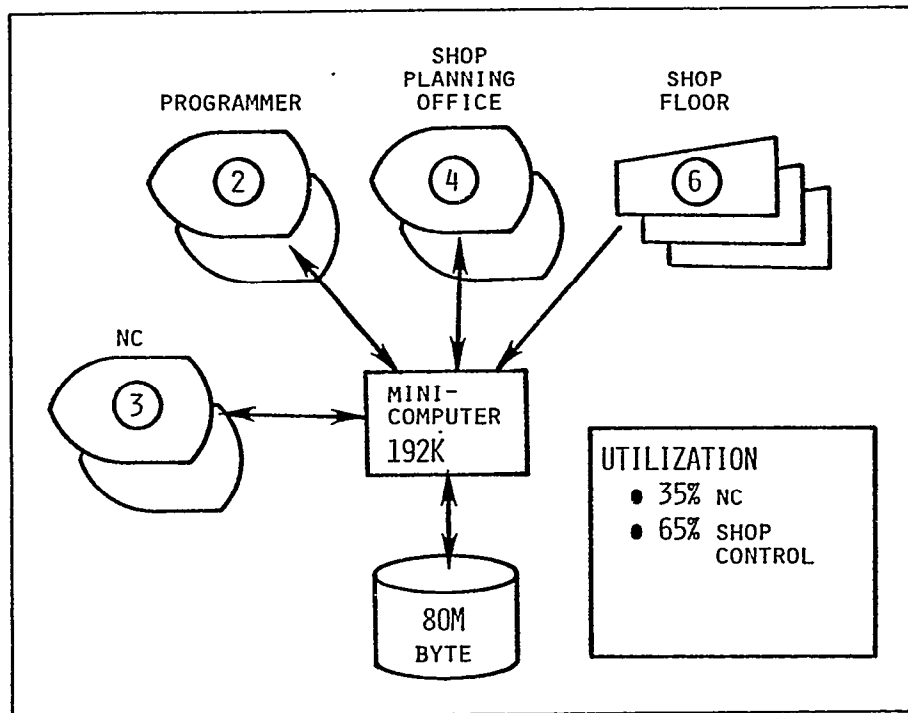 PROGRAMMER
2
SHOP
PLANNING
OFFICE
4
SHOP
FLOOR
6
NC
3
MINI-
COMPUTER
192K
80M
BYTE
UTILIZATION
• 35% NC
• 65% SHOP
CONTROL